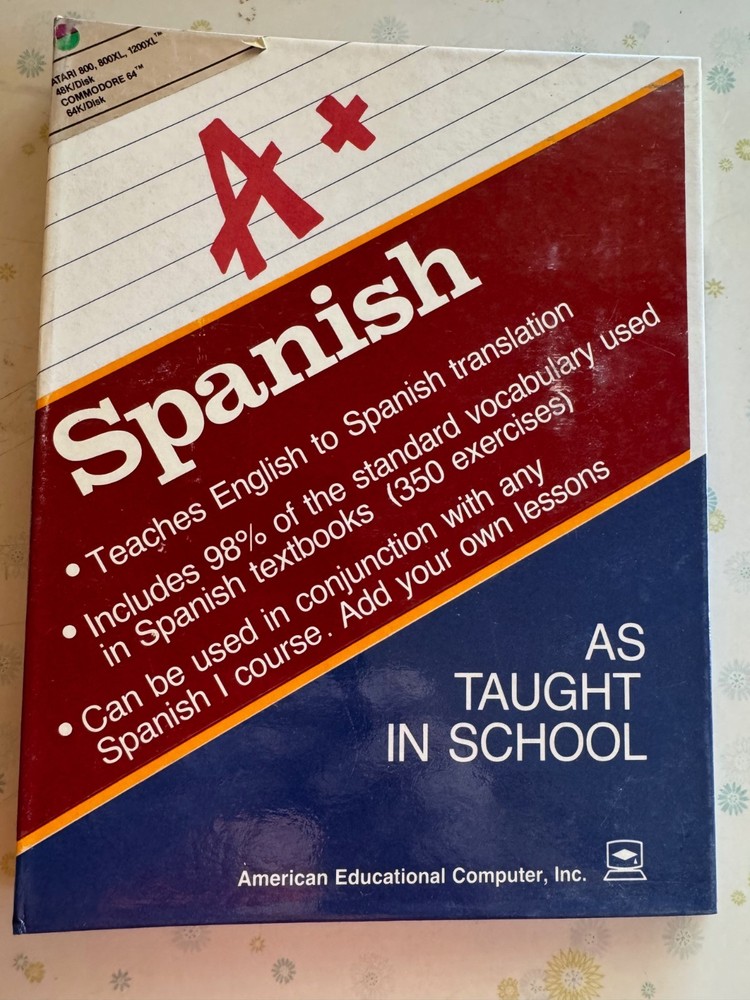 ATARI 800, 800XL, 1200XL™
48K/Disk
COMMODORE 64™
64K/Disk
A+
Spanish
• Teaches English to Spanish translation
• Includes 98% of the standard vocabulary used
in Spanish textbooks (350 exercises)
• Can be used in conjunction with any
Spanish I course. Add your own lessons
AS
TAUGHT
IN SCHOOL
American Educational Computer, Inc.